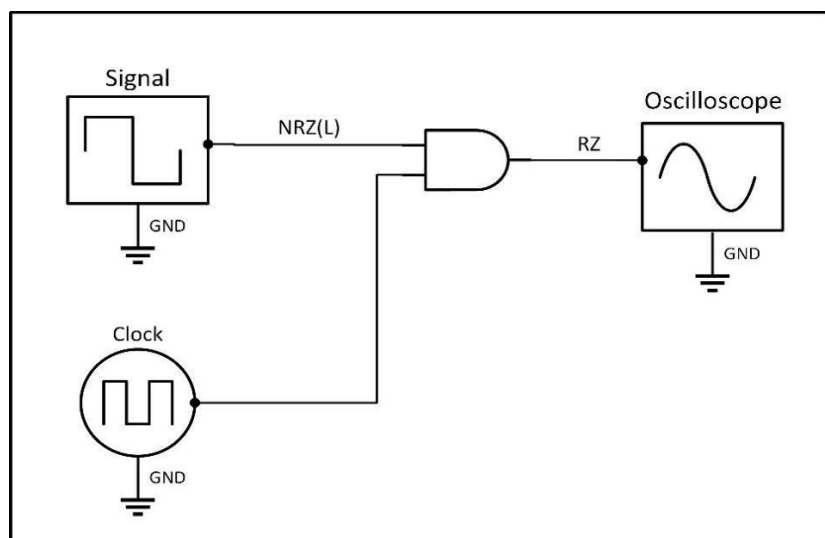 Signal
Oscilloscope
NRZ(L)
RZ
GND
GND
Clock
GND